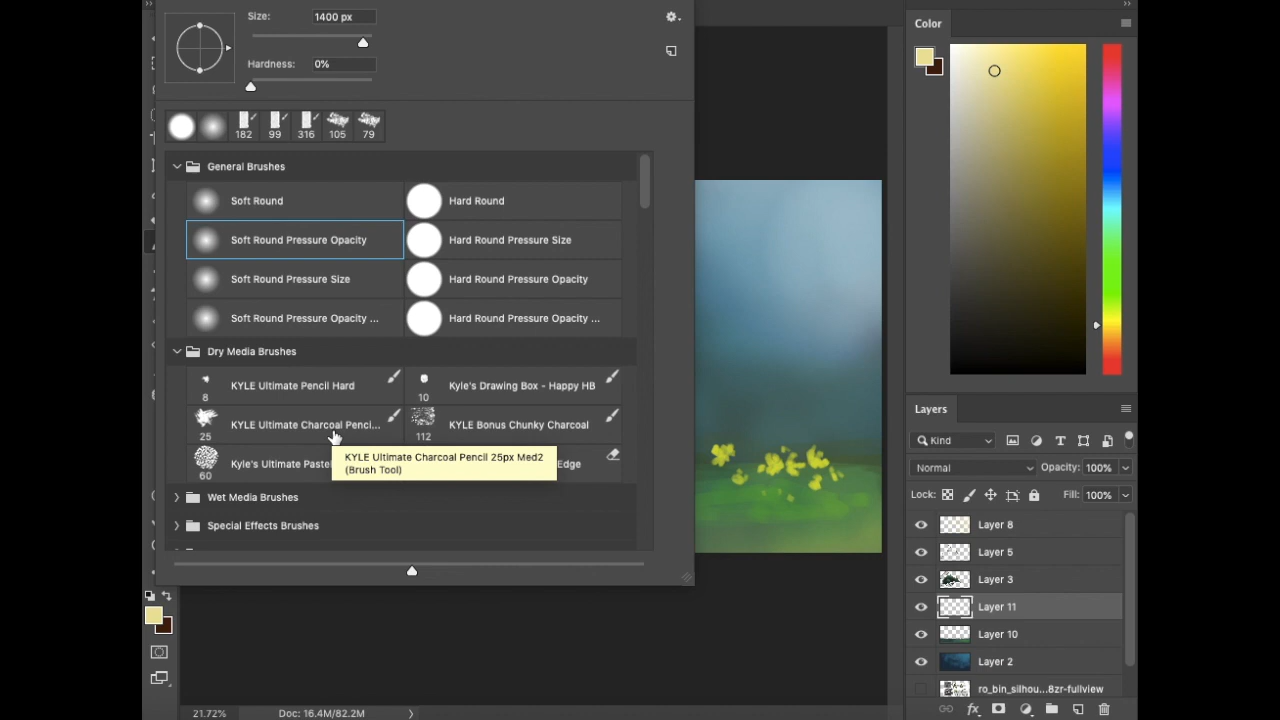 Size: 1400 px
Hardness: 0%
182 99 316 105 79
General Brushes
Soft Round Hard Round
Soft Round Pressure Opacity Hard Round Pressure Size
Soft Round Pressure Size Hard Round Pressure Opacity
Soft Round Pressure Opacity ... Hard Round Pressure Opacity ...
Dry Media Brushes
KYLE Ultimate Pencil Hard Kyle's Drawing Box - Happy HB
8 10
KYLE Ultimate Charcoal Penci... KYLE Bonus Chunky Charcoal
25 112
Kyle's Ultimate Paste Edge
60
KYLE Ultimate Charcoal Pencil 25px Med2
(Brush Tool)
Wet Media Brushes
Special Effects Brushes
21.72% Doc: 16.4M/82.2M
Color
Layers
Kind
Normal Opacity: 100%
Lock: Fill: 100%
Layer 8
Layer 5
Layer 3
Layer 11
Layer 10
Layer 2
ro_bin_silhou...8zr-fullview
fx